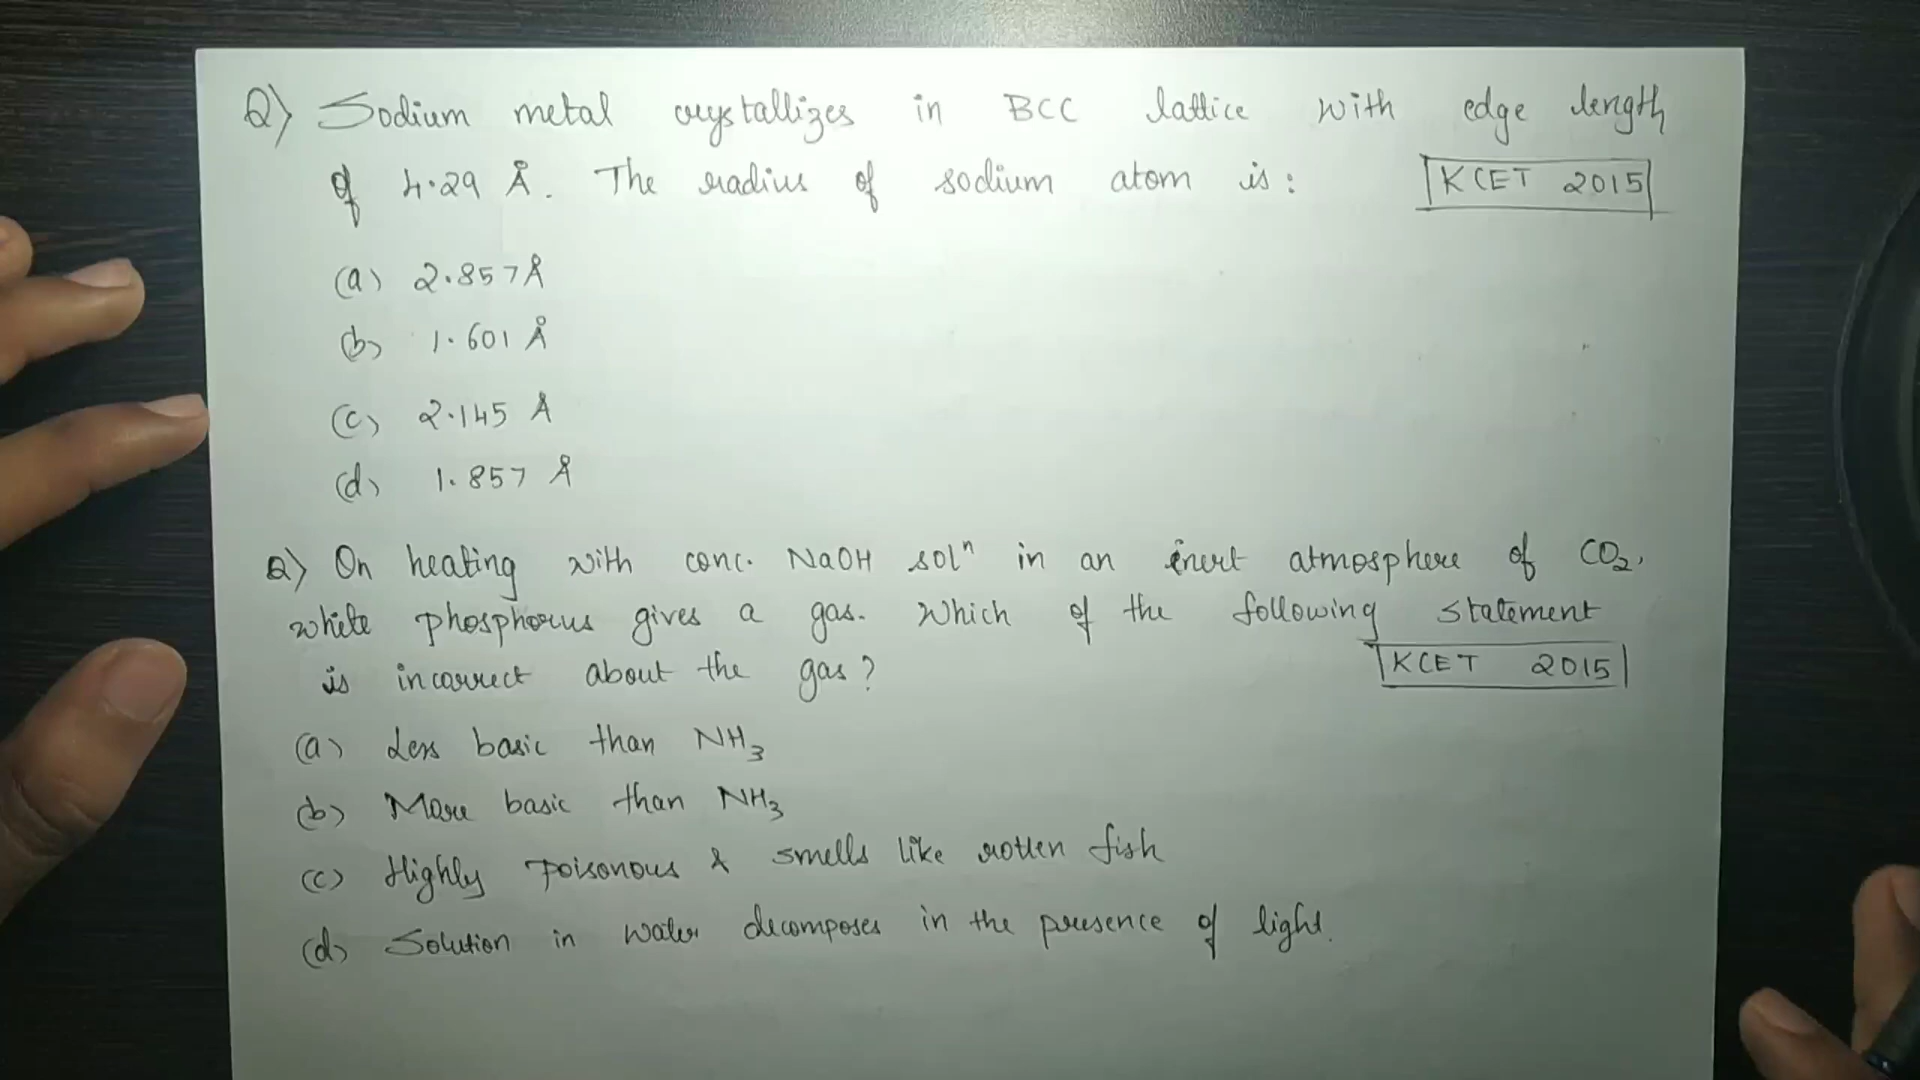 Q) Sodium metal crystallizes in BCC lattice with edge length
of 4.29 Å. The radius of sodium atom is : KCET 2015
(a) 2.857Å
(b) 1.601 Å
(c) 2.145 Å
(d) 1.857 Å
Q) On heating with conc. NaOH solⁿ in an inert atmosphere of CO₂,
white phosphorus gives a gas. Which of the following statement
is incorrect about the gas? KCET 2015
(a) Less basic than NH₃
(b) More basic than NH₃
(c) Highly poisonous & smells like rotten fish
(d) Solution in water decomposes in the presence of light.